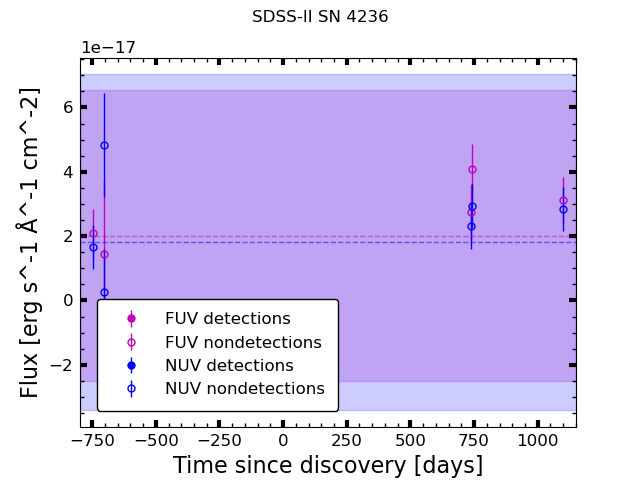 SDSS-II SN 4236
1e−17
6
4
2
0
−2
Flux [erg s^-1 Å^-1 cm^-2]
FUV detections
FUV nondetections
NUV detections
NUV nondetections
−750 −500 −250 0 250 500 750 1000
Time since discovery [days]